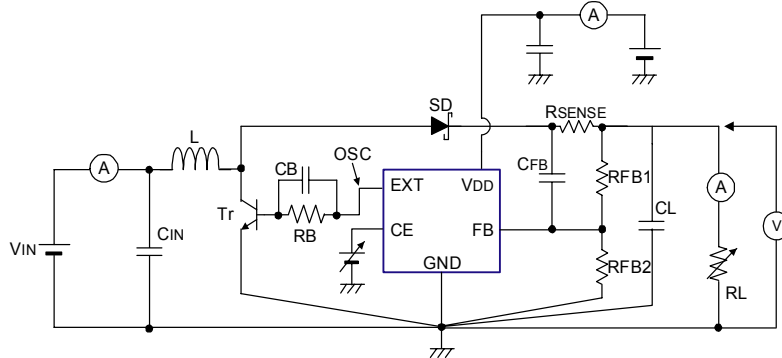 A
SD
RSENSE
L
OSC
A
CB
CFB
EXT
VDD
RFB1
A
Tr
CL
CIN
RB
CE
FB
V
VIN
GND
RFB2
RL